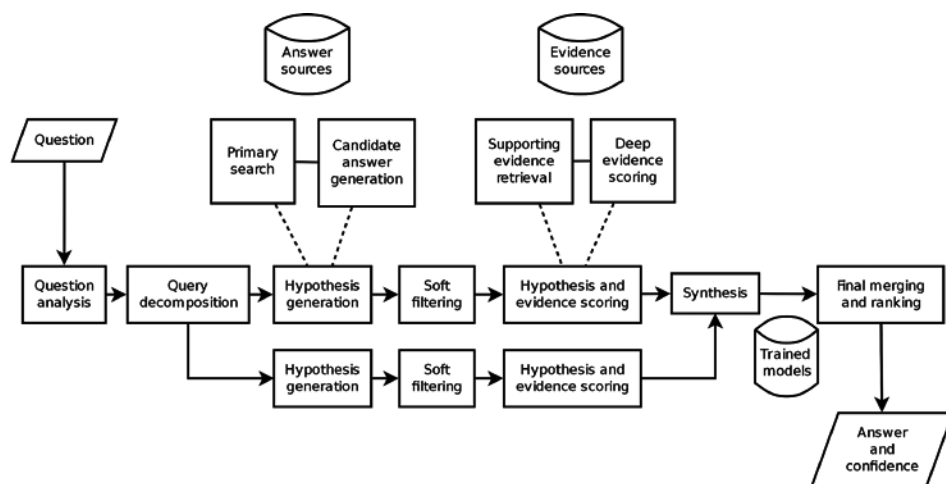 Answer
sources
Evidence
sources
Question
Primary
search
Candidate
answer
generation
Supporting
evidence
retrieval
Deep
evidence
scoring
Question
analysis
Query
decomposition
Hypothesis
generation
Soft
filtering
Hypothesis and
evidence scoring
Synthesis
Final merging
and ranking
Hypothesis
generation
Soft
filtering
Hypothesis and
evidence scoring
Trained
models
Answer
and
confidence